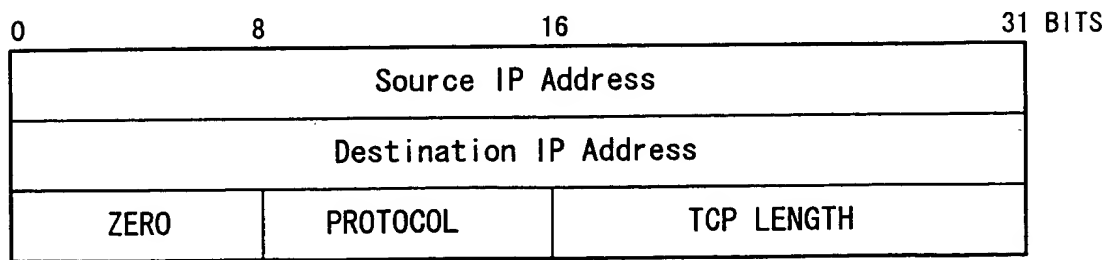 0 8 16 31 BITS
Source IP Address
Destination IP Address
ZERO PROTOCOL TCP LENGTH